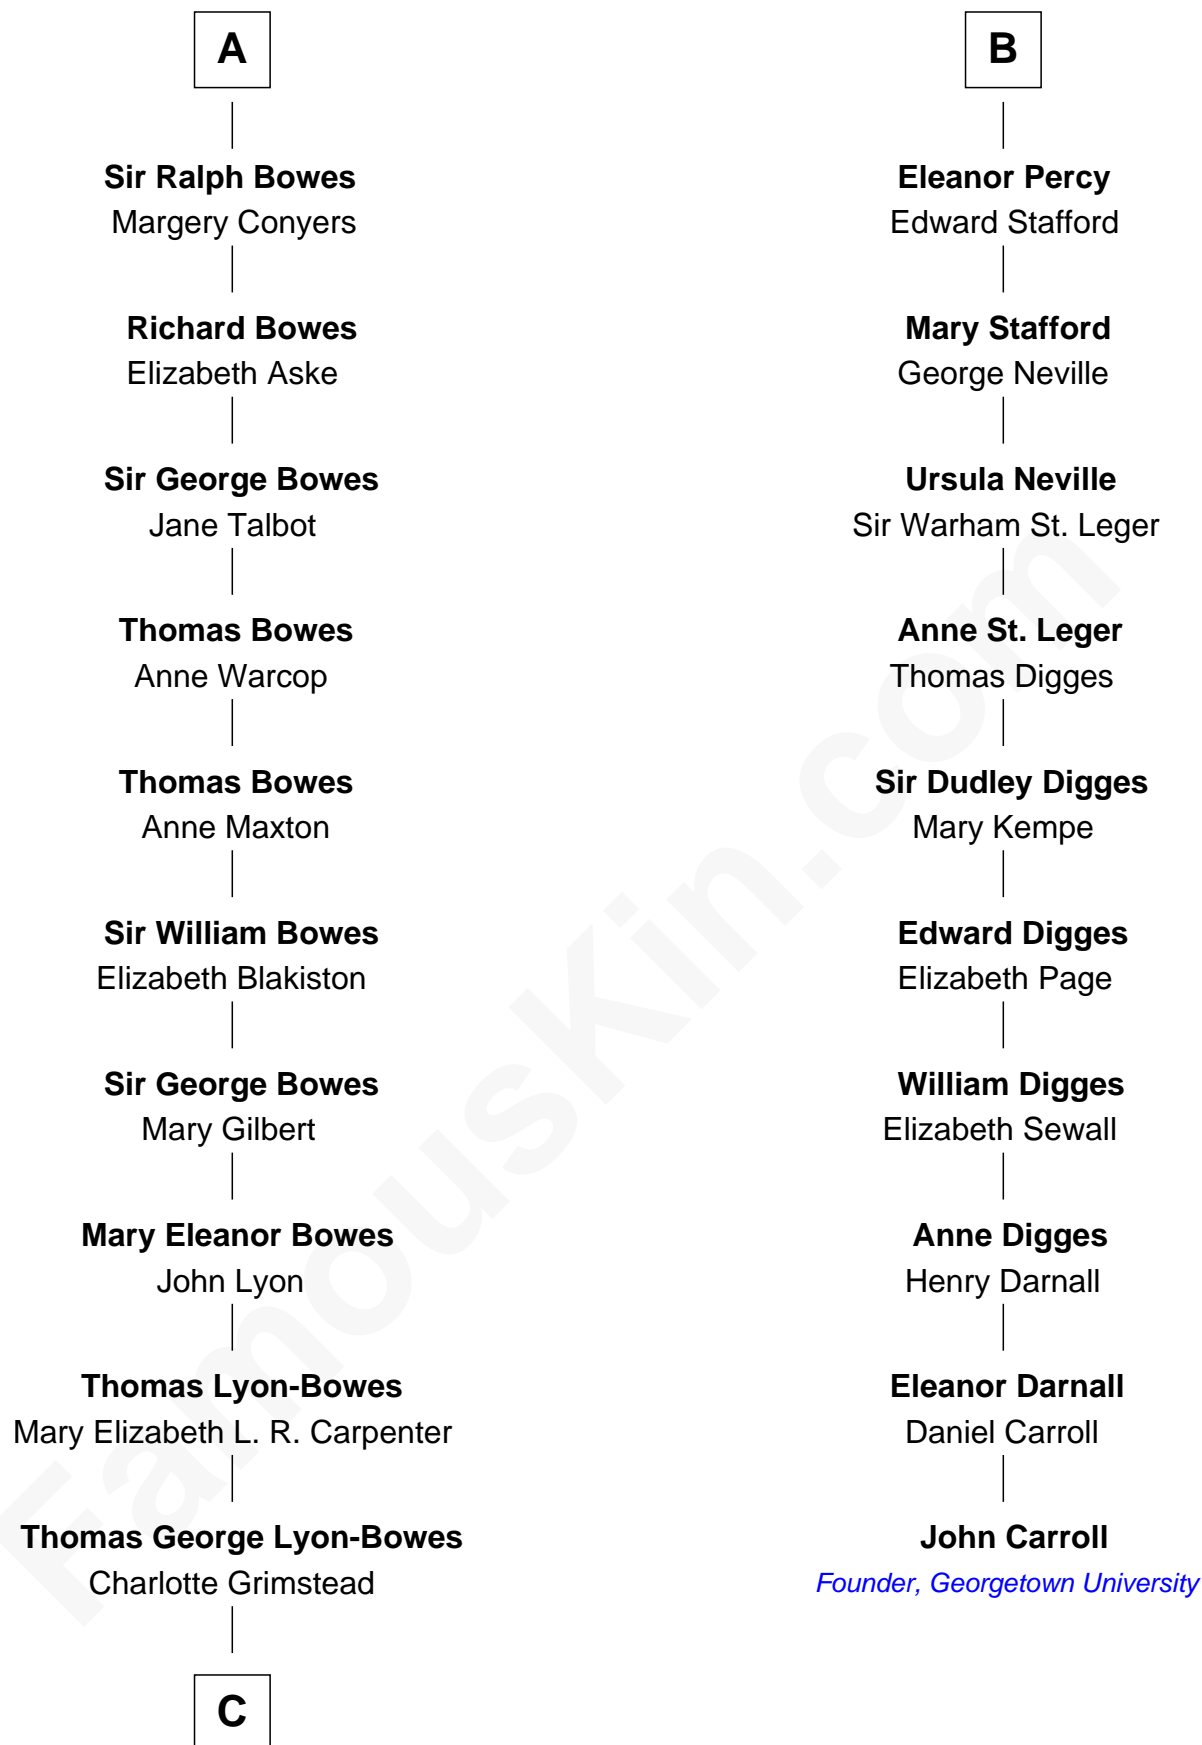 A
Sir Ralph Bowes
Margery Conyers
Richard Bowes
Elizabeth Aske
Sir George Bowes
Jane Talbot
Thomas Bowes
Anne Warcop
Thomas Bowes
Anne Maxton
Sir William Bowes
Elizabeth Blakiston
Sir George Bowes
Mary Gilbert
Mary Eleanor Bowes
John Lyon
Thomas Lyon-Bowes
Mary Elizabeth L. R. Carpenter
Thomas George Lyon-Bowes
Charlotte Grimstead
C
B
Eleanor Percy
Edward Stafford
Mary Stafford
George Neville
Ursula Neville
Sir Warham St. Leger
Anne St. Leger
Thomas Digges
Sir Dudley Digges
Mary Kempe
Edward Digges
Elizabeth Page
William Digges
Elizabeth Sewall
Anne Digges
Henry Darnall
Eleanor Darnall
Daniel Carroll
John Carroll
Founder, Georgetown University
FamousKin.com